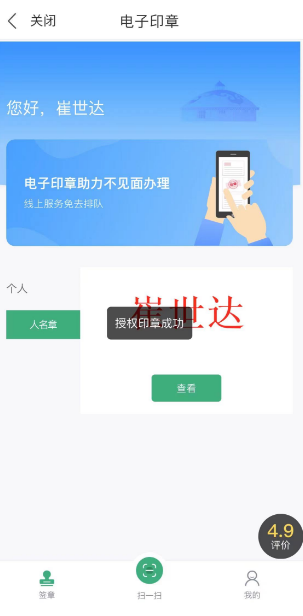 关闭
电子印章
您好，崔世达
电子印章助力不见面办理
线上服务免去排队
个人
人名章
崔世达
授权印章成功
查看
4.9
评价
签章
扫一扫
我的